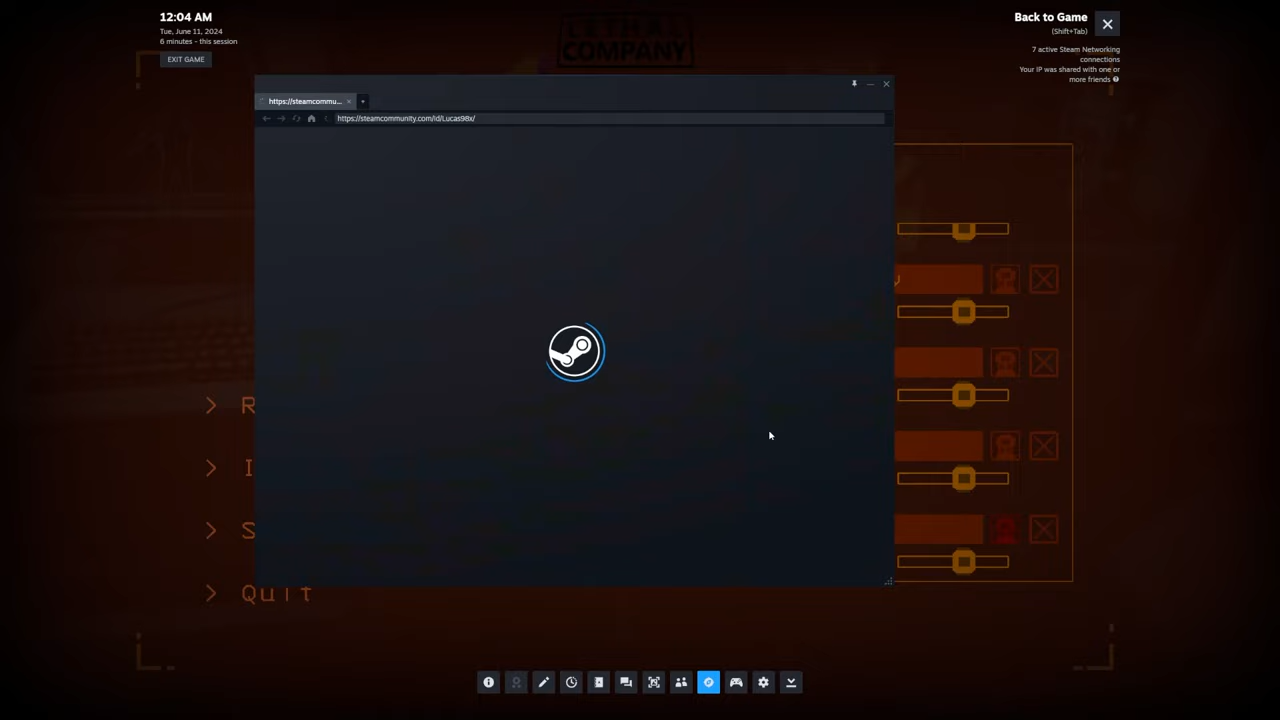 12:04 AM
Tue, June 11, 2024
6 minutes - this session
EXIT GAME
LETHAL
COMPANY
Back to Game
(Shift+Tab)
7 active Steam Networking
connections
Your IP was shared with one or
more friends
https://steamcommu...
https://steamcommunity.com/id/Lucas98x/
> R
> I
> S
> Quit